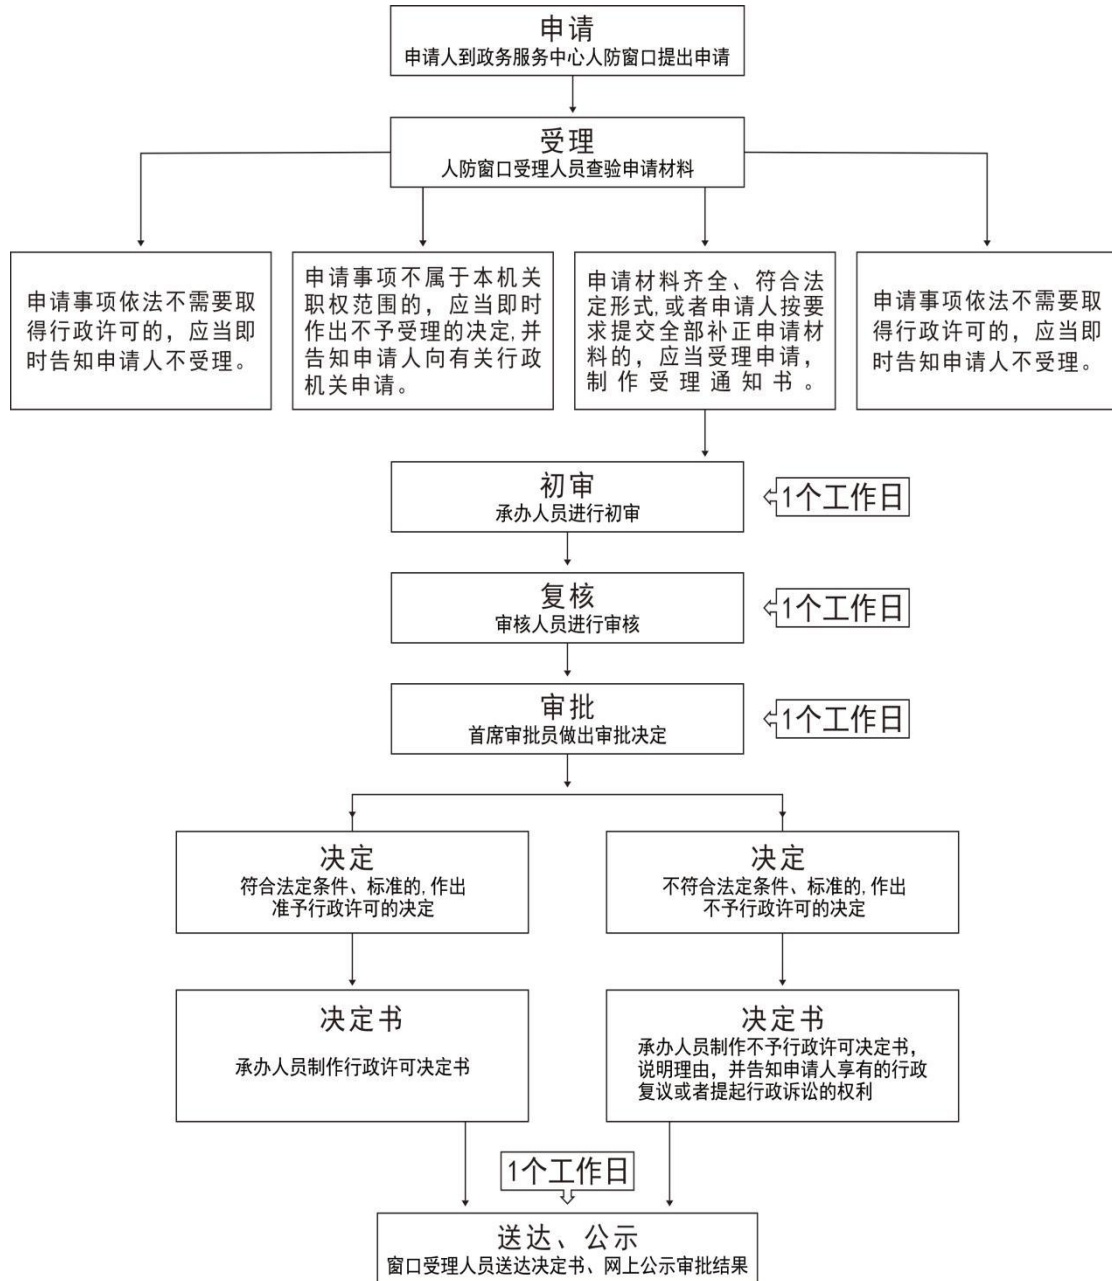 申请
申请人到政务服务中心人防窗口提出申请
受理
人防窗口受理人员查验申请材料
申请事项依法不需要取
得行政许可的，应当即
时告知申请人不受理。
申请事项不属于本机关
职权范围的，应当即时
作出不予受理的决定,并
告知申请人向有关行政
机关申请。
申请材料齐全、符合法
定形式,或者申请人按要
求提交全部补正申请材
料的，应当受理申请，
制作受理通知书。
申请事项依法不需要取
得行政许可的，应当即
时告知申请人不受理。
初审
承办人员进行初审
1个工作日
复核
审核人员进行审核
1个工作日
审批
首席审批员做出审批决定
1个工作日
决定
符合法定条件、标准的,作出
准予行政许可的决定
决定
不符合法定条件、标准的,作出
不予行政许可的决定
决定书
承办人员制作行政许可决定书
决定书
承办人员制作不予行政许可决定书，
说明理由，并告知申请人享有的行政
复议或者提起行政诉讼的权利
1个工作日
送达、公示
窗口受理人员送达决定书、网上公示审批结果